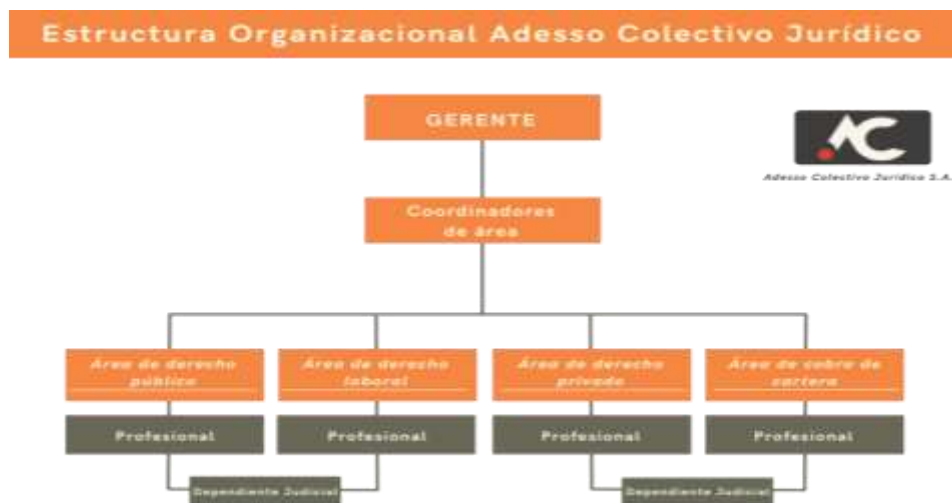 Estructura Organizacional Adesso Colectivo Jurídico
GERENTE
AC
Adesso Colectivo Jurídico S.A.
Coordinadores
de área
Área de derecho
público
Área de derecho
laboral
Área de derecho
privado
Área de cobro de
cartera
Profesional
Profesional
Profesional
Profesional
Dependiente Judicial
Dependiente Judicial